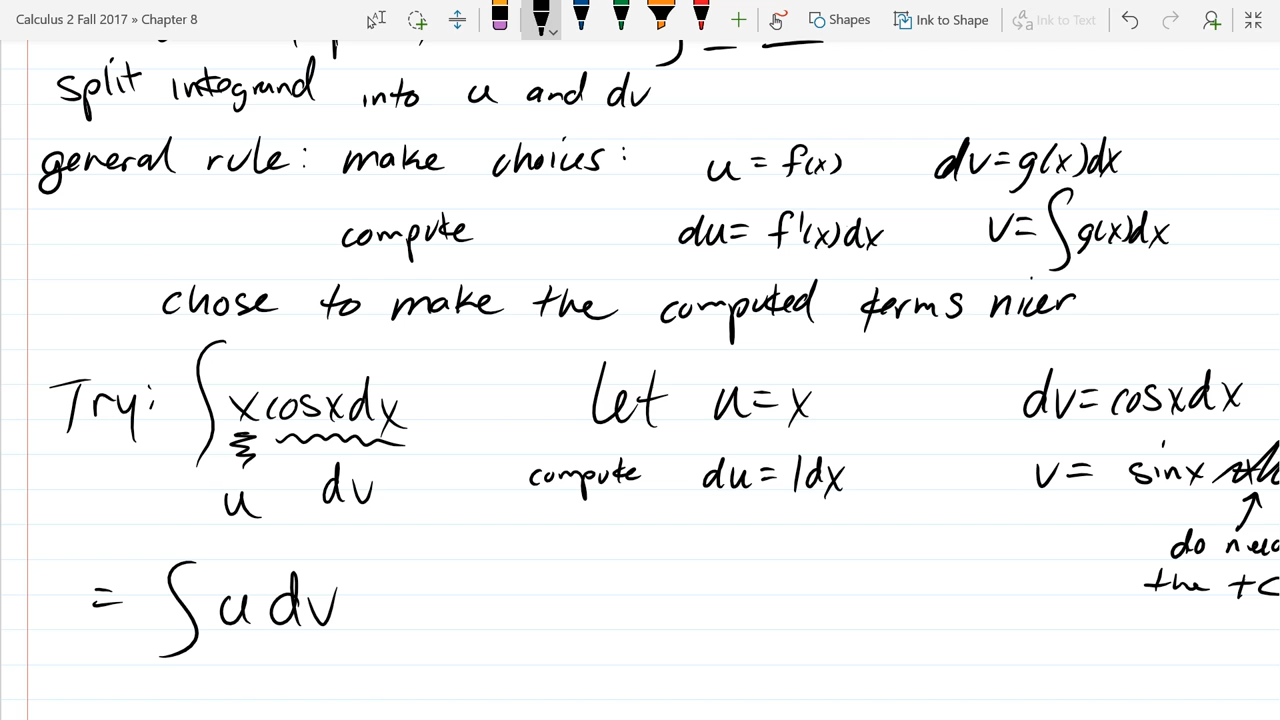 Calculus 2 Fall 2017 » Chapter 8 Shapes Ink to Shape Ink to Text
split integrand into u and dv
general rule: make choices: u = f(x) dv=g(x)dx
compute du= f'(x)dx v=∫g(x)dx
chose to make the computed terms nicer
Try: ∫xcosxdx let u=x dv=cosxdx
u dv compute du=1dx v= sinx
do
the +C
= ∫u dv